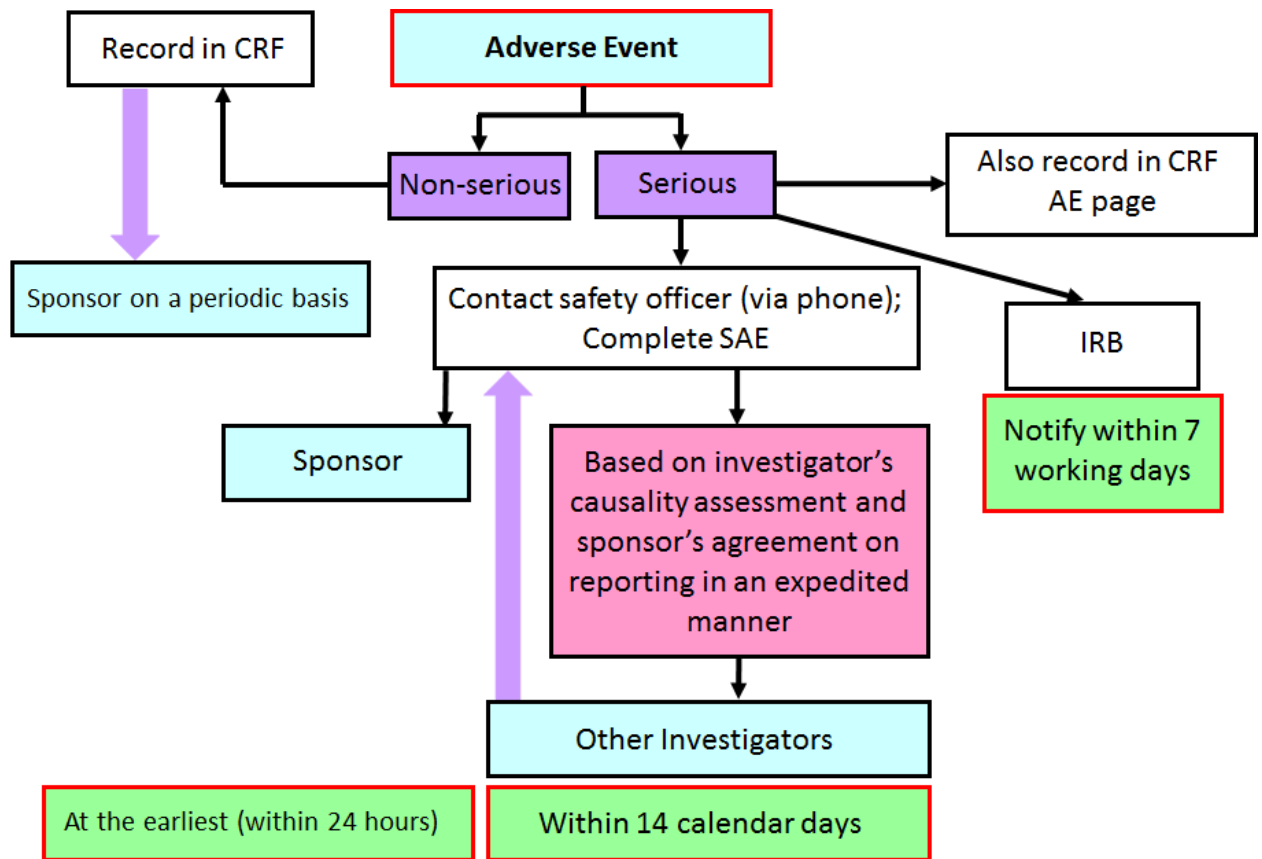 Record in CRF
Adverse Event
Non-serious
Serious
Also record in CRF
AE page
Sponsor on a periodic basis
Contact safety officer (via phone);
Complete SAE
IRB
Notify within 7
working days
Sponsor
Based on investigator’s
causality assessment and
sponsor’s agreement on
reporting in an expedited
manner
Other Investigators
At the earliest (within 24 hours)
Within 14 calendar days